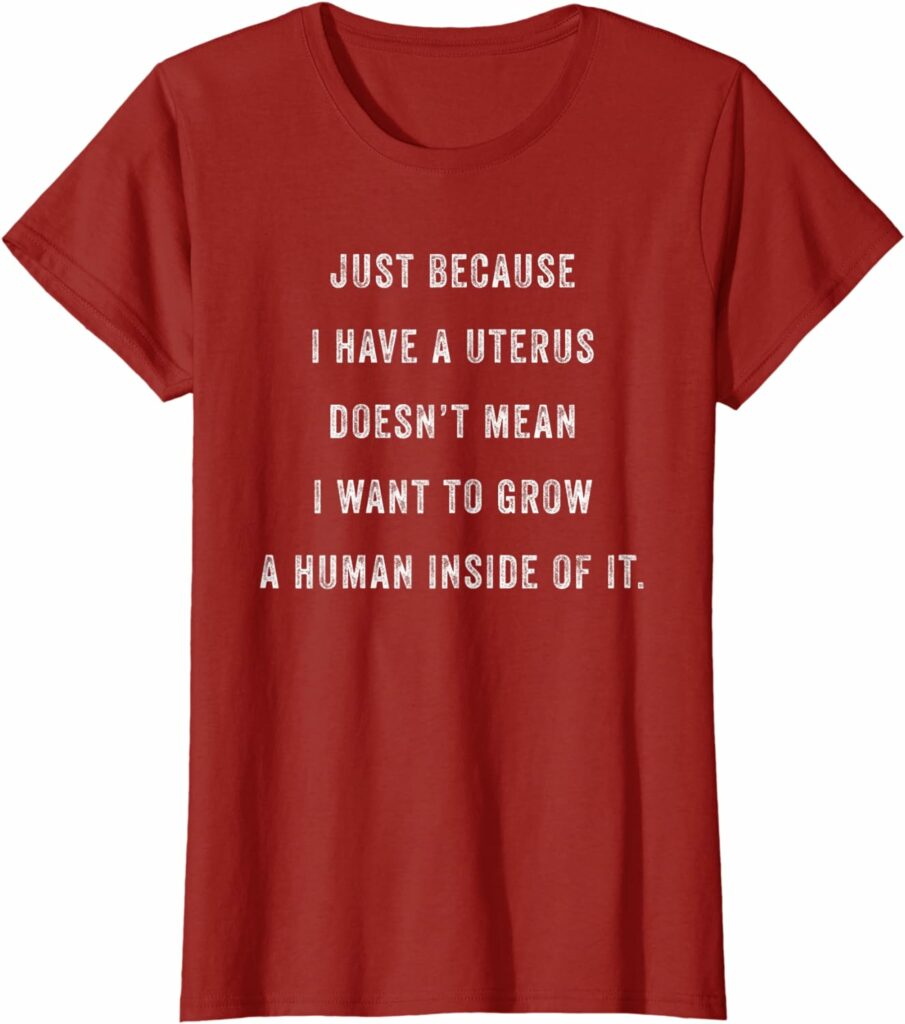 JUST BECAUSE
I HAVE A UTERUS
DOESN'T MEAN
I WANT TO GROW
A HUMAN INSIDE OF IT.